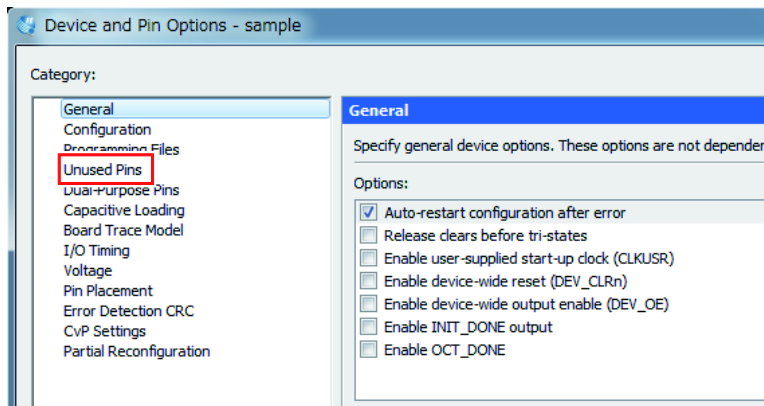 Device and Pin Options - sample
Category:
General
Configuration
Programming Files
Unused Pins
Dual-Purpose Pins
Capacitive Loading
Board Trace Model
I/O Timing
Voltage
Pin Placement
Error Detection CRC
CvP Settings
Partial Reconfiguration
General
Specify general device options. These options are not depender
Options:
Auto-restart configuration after error
Release clears before tri-states
Enable user-supplied start-up clock (CLKUSR)
Enable device-wide reset (DEV_CLRn)
Enable device-wide output enable (DEV_OE)
Enable INIT_DONE output
Enable OCT_DONE